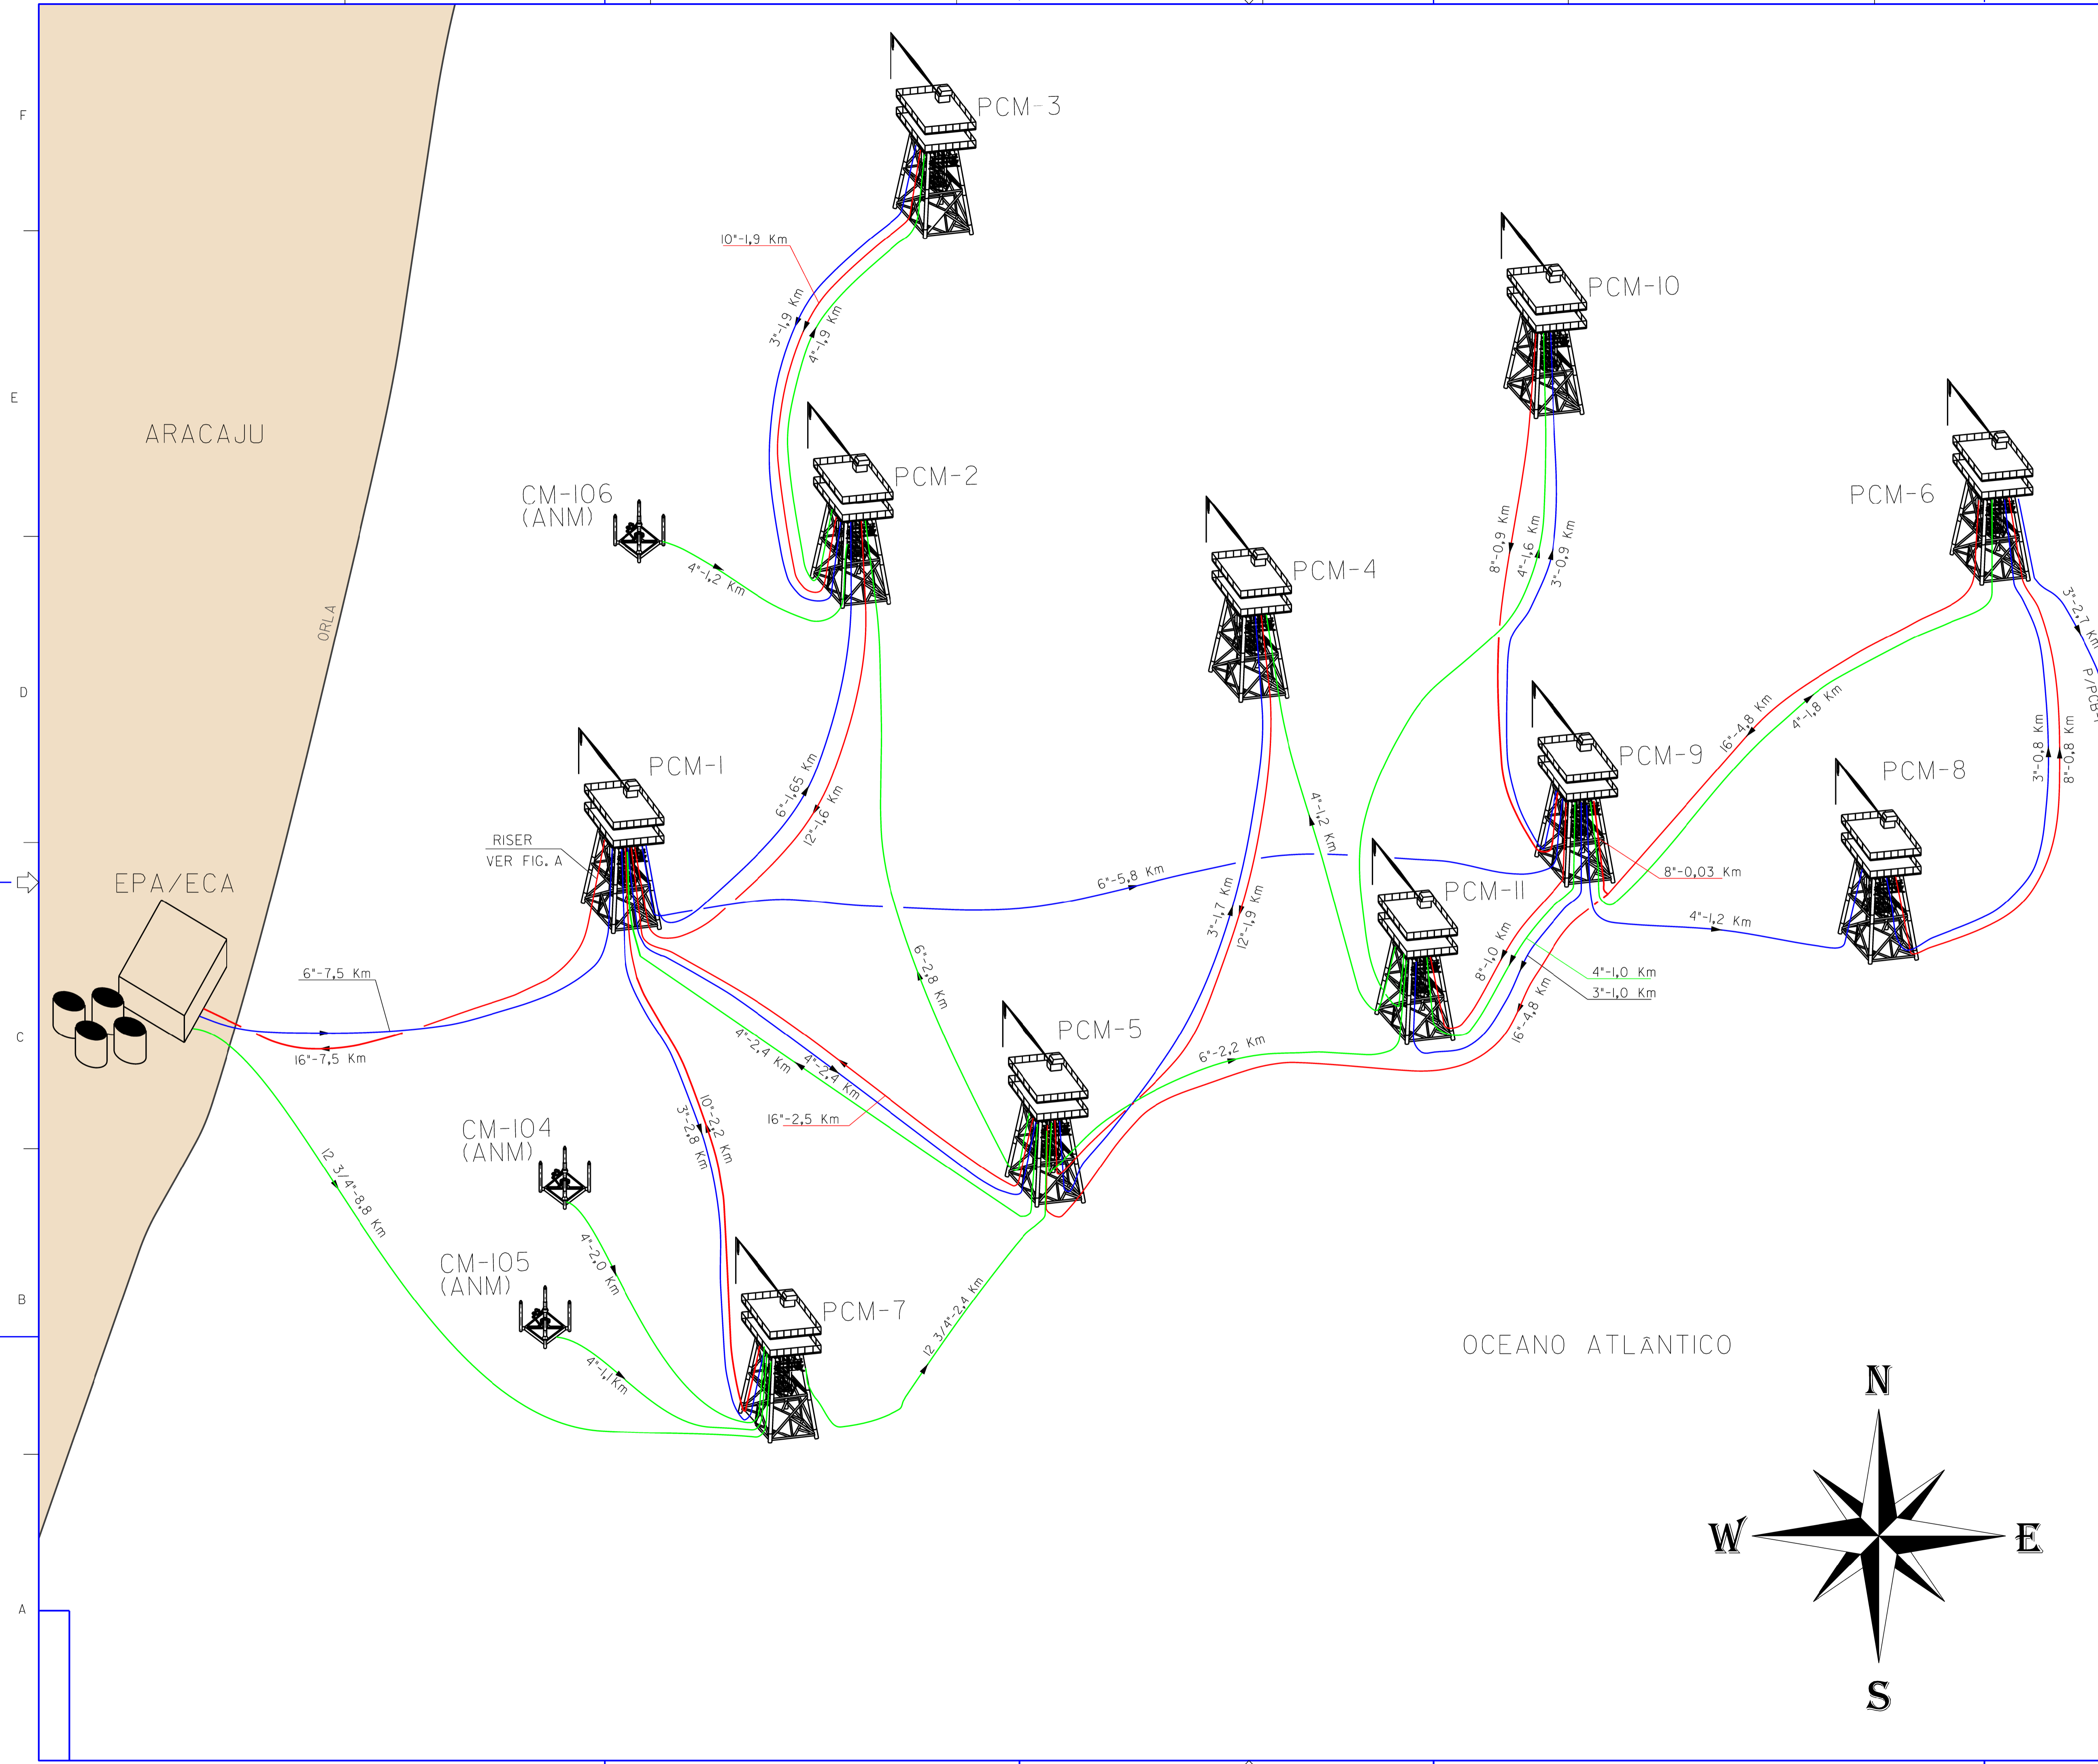 F
PCM-3
10"-1,9 Km
PCM-10
3"-1,9 Km
4"-1,9 Km
E
ARACAJU
PCM-2
CM-106
(ANM)
PCM-6
4"-1,2 Km
8"-0,9 Km
4"-1,6 Km
3"-0,9 Km
PCM-4
ORLA
3"-2,7 Km
D
16"-4,8 Km
4"-1,8 Km
3"-0,8 Km
8"-0,8 Km
PCM-1
6"-1,65 Km
12"-1,6 Km
PCM-9
PCM-8
4"-1,2 Km
RISER
VER FIG. A
8"-0,03 Km
EPA/ECA
6"-5,8 Km
PCM-11
3"-1,7 Km
12"-1,9 Km
4"-1,2 Km
8"-1,0 Km
6"-7,5 Km
6"-2,8 Km
4"-1,0 Km
3"-1,0 Km
16"-4,8 Km
C
PCM-5
16"-7,5 Km
4"-2,4 Km
4"-2,4 Km
6"-2,2 Km
16"-2,5 Km
10"-2,2 Km
3"-2,8 Km
CM-104
(ANM)
12 3/4"-8,8 Km
4"-2,0 Km
CM-105
(ANM)
B
4"-1,1Km
PCM-7
12 3/4"-2,4 Km
OCEANO ATLÂNTICO
N
W
E
S
A